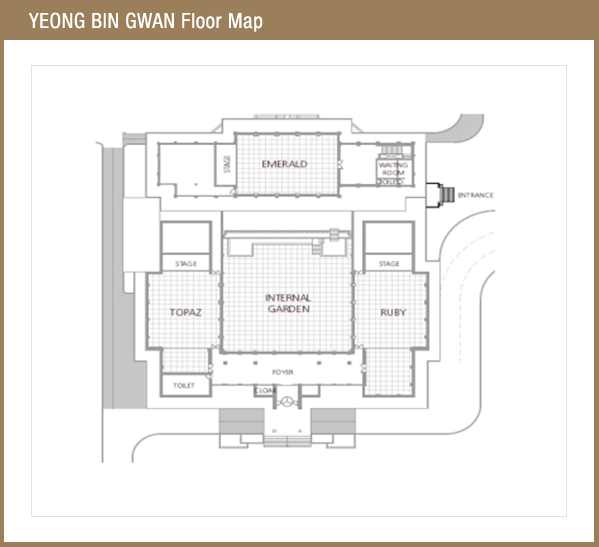 YEONG BIN GWAN Floor Map
STAGE
EMERALD
WAITING
ROOM
ENTRANCE
STAGE
STAGE
INTERNAL
GARDEN
TOPAZ
RUBY
FOYER
TOILET
CLOAK